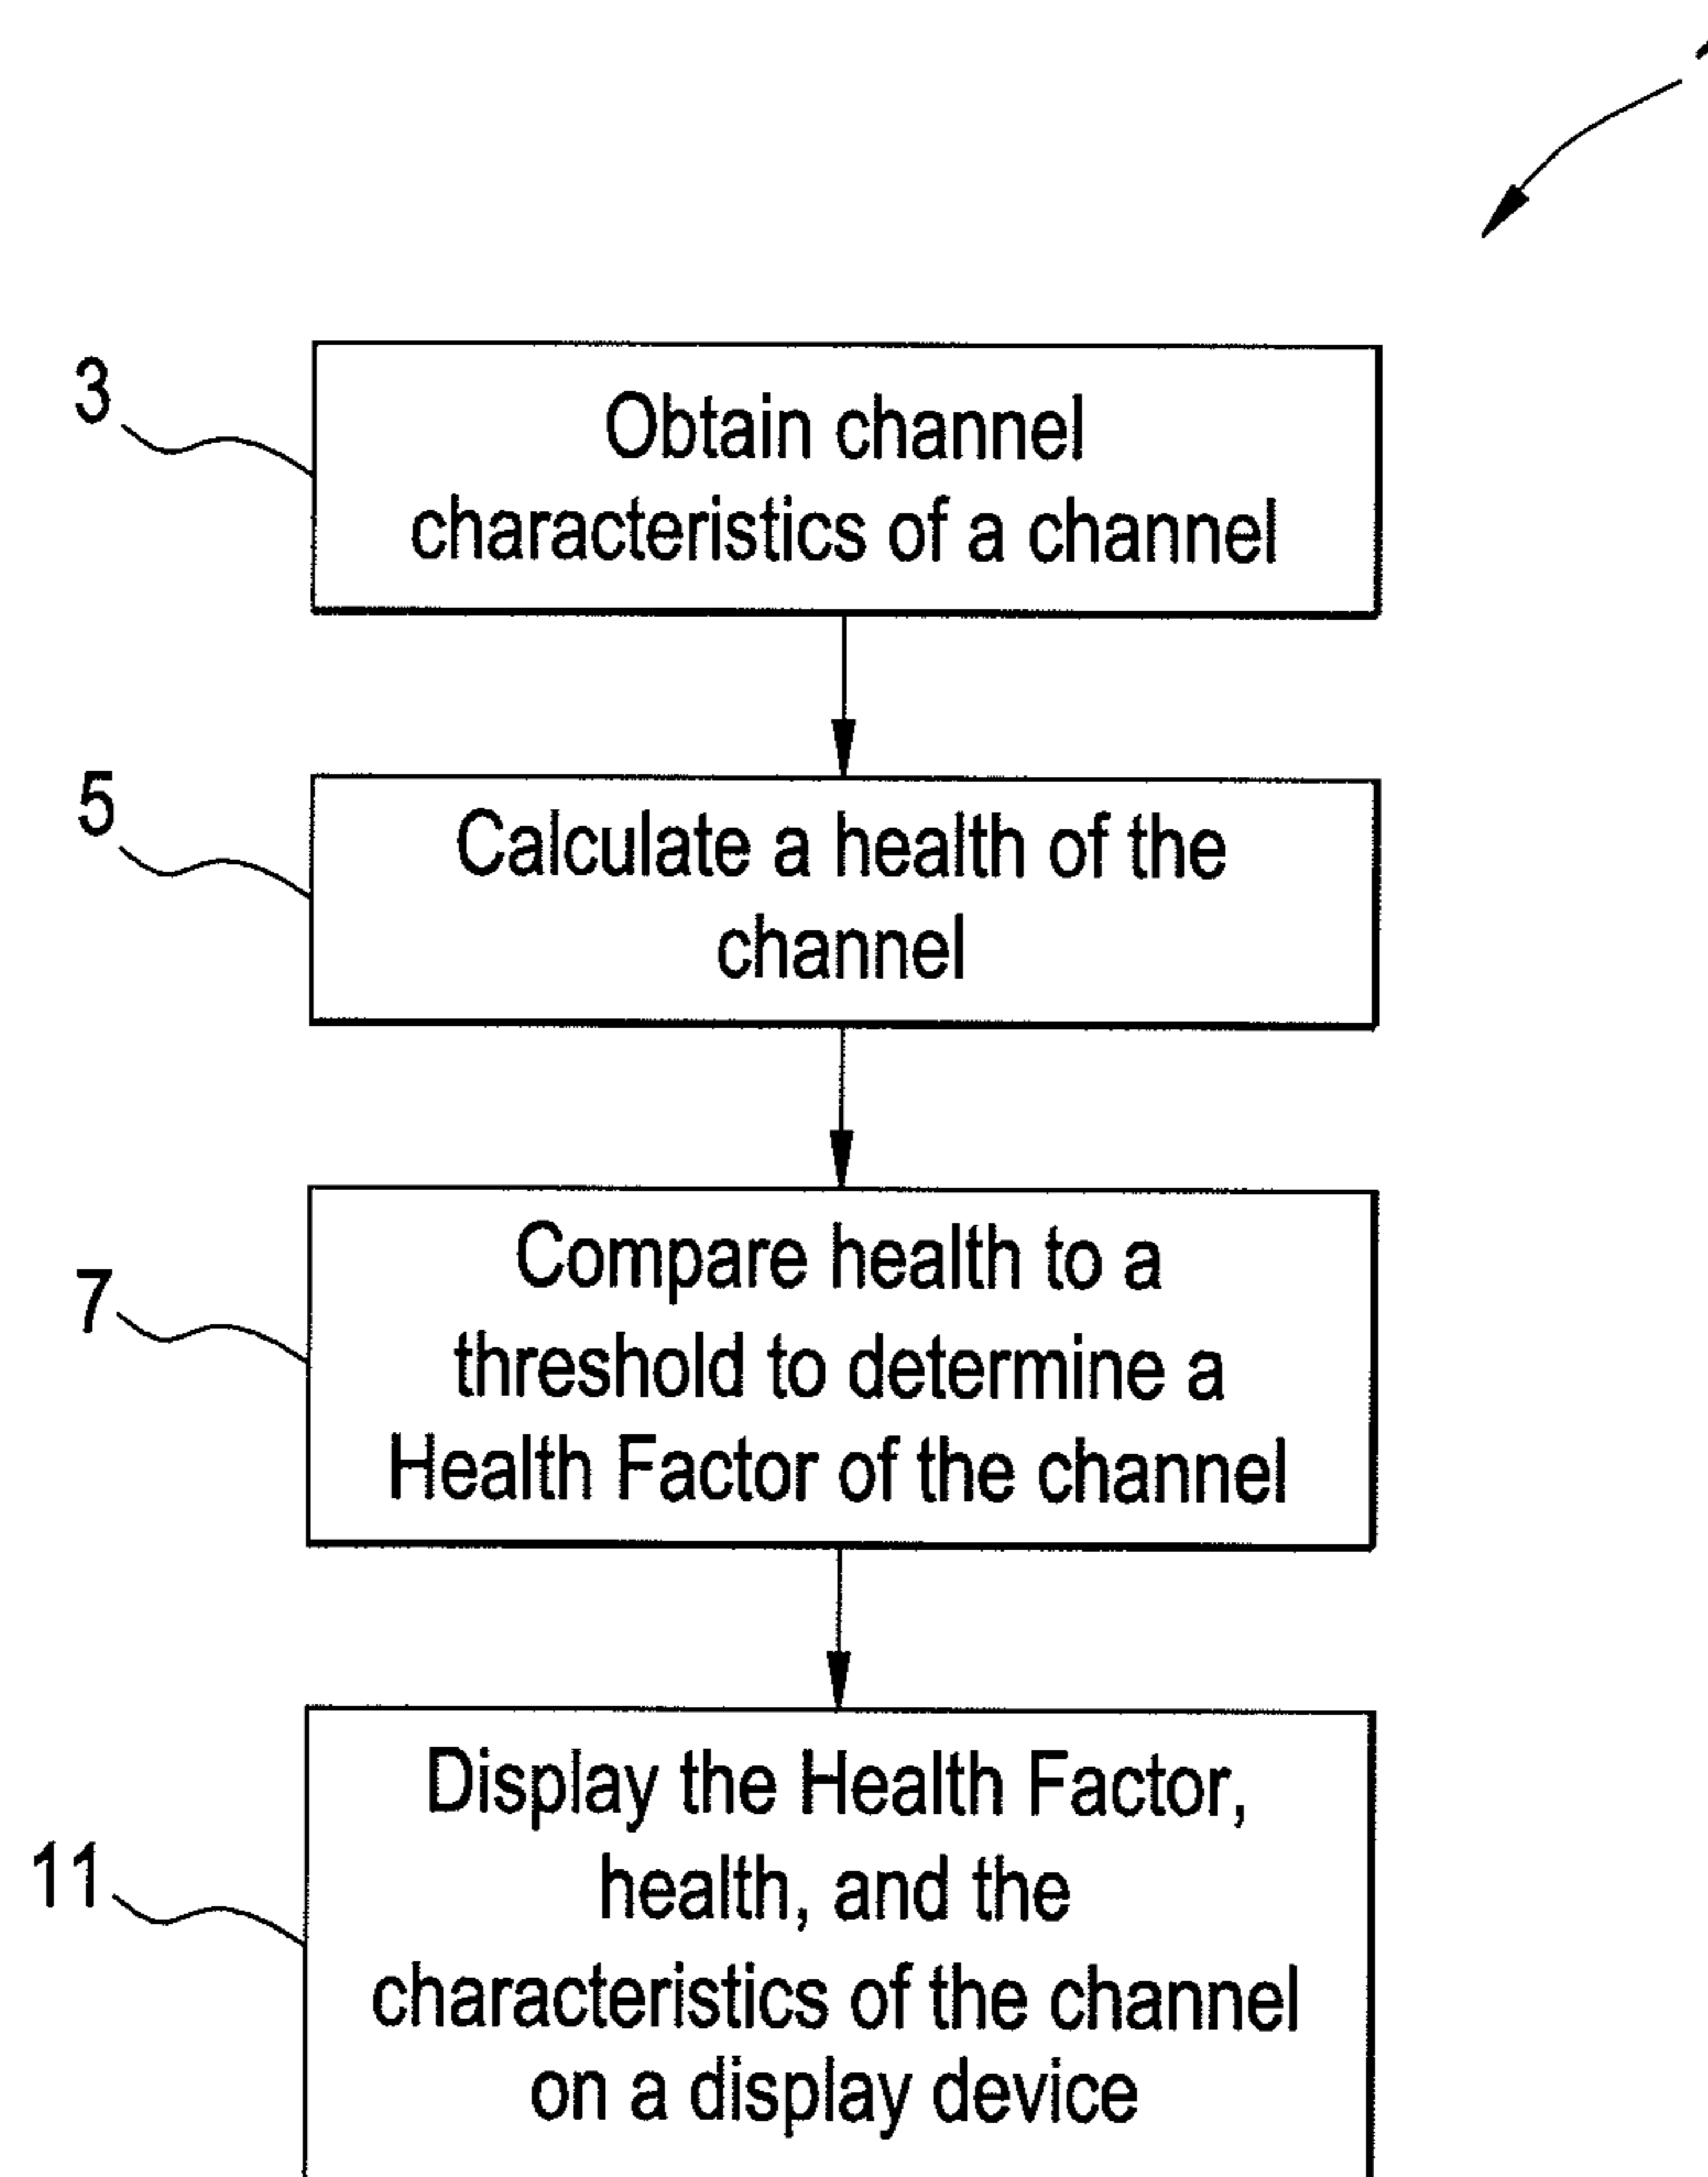 3
Obtain channel
characteristics of a channel
5
Calculate a health of the
channel
7
Compare health to a
threshold to determine a
Health Factor of the channel
11
Display the Health Factor,
health, and the
characteristics of the channel
on a display device